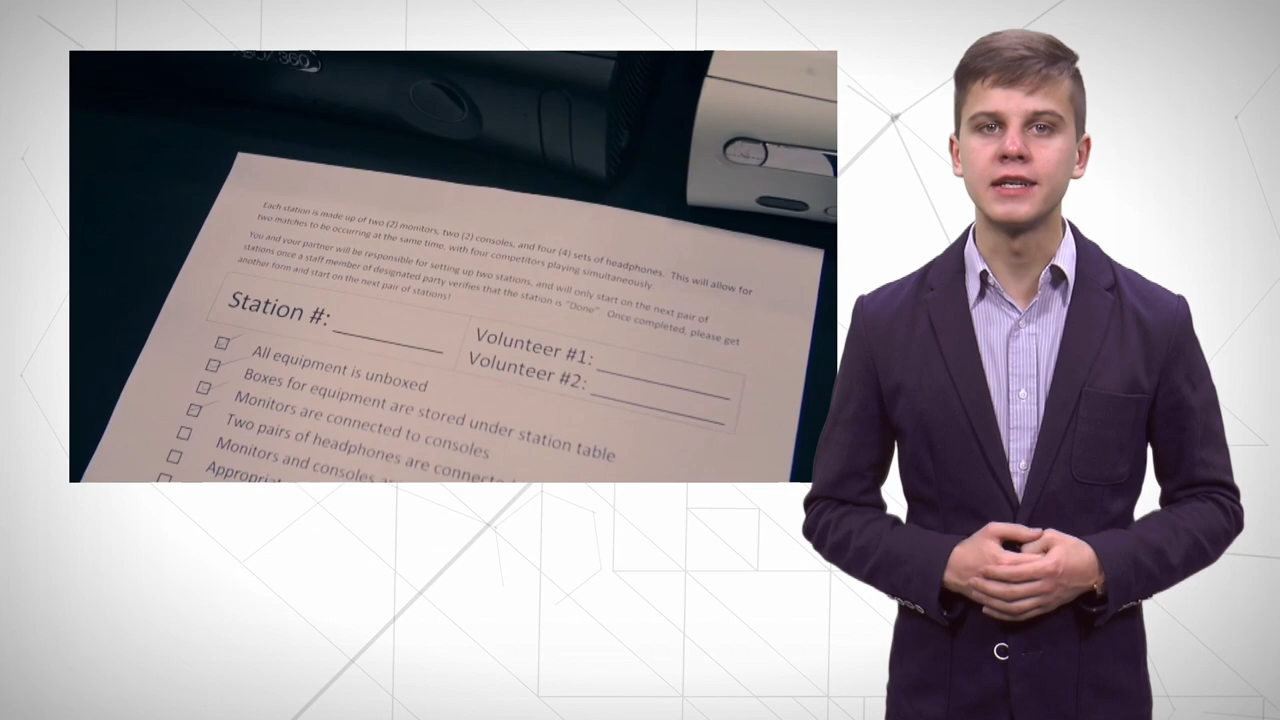 XBOX 360
Each station is made up of two (2) monitors, two (2) consoles, and four (4) sets of headphones. This will allow for
two matches to be occurring at the same time, with four competitors playing simultaneously.
You and your partner will be responsible for setting up two stations, and will only start on the next pair of
stations once a staff member of designated party verifies that the station is "Done". Once completed, please get
another form and start on the next pair of stations!
Station #:
Volunteer #1:
Volunteer #2:
All equipment is unboxed
Boxes for equipment are stored under station table
Monitors are connected to consoles
Two pairs of headphones are connecte
Monitors and consoles
Appropriat